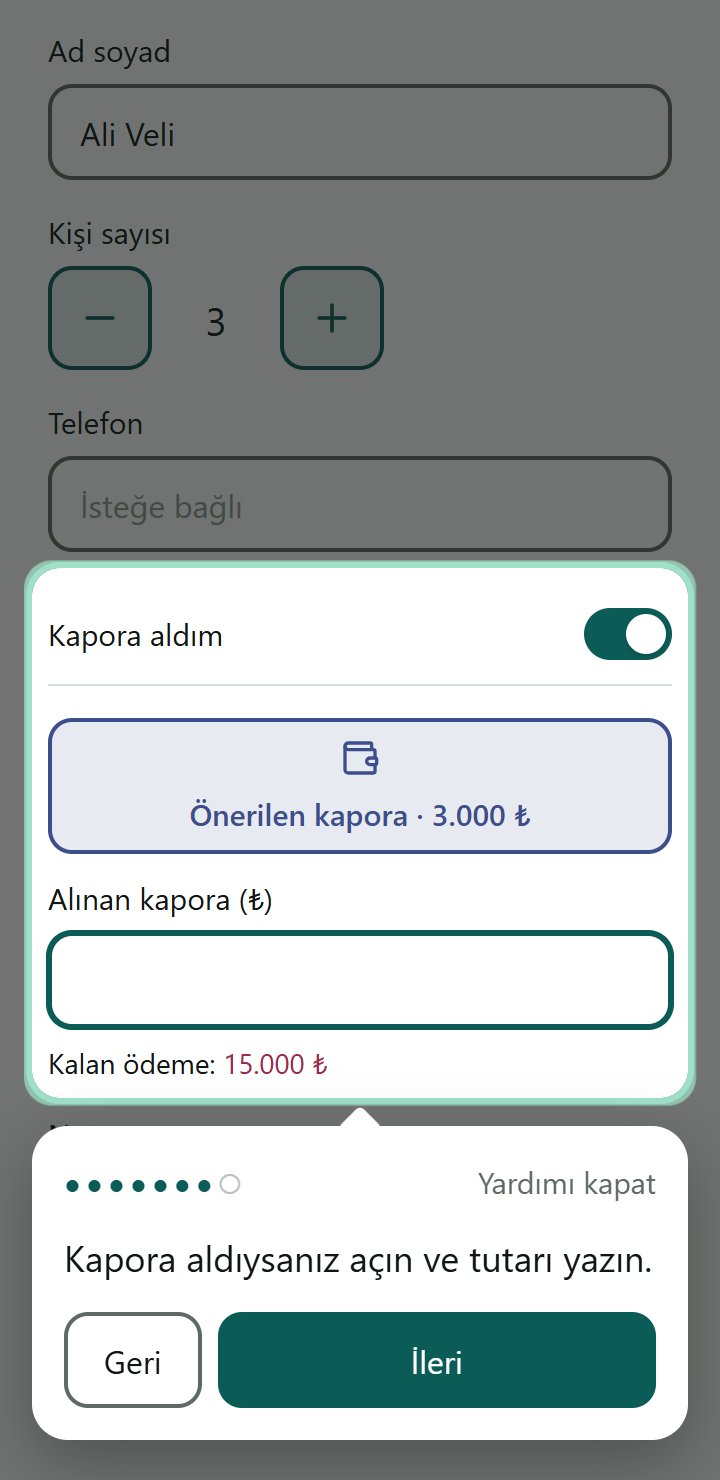 Ad soyad
Ali Veli
Kişi sayısı
3
Telefon
İsteğe bağlı
Kapora aldım
Önerilen kapora · 3.000 ₺
Alınan kapora (₺)
Kalan ödeme: 15.000 ₺
Yardımı kapat
Kapora aldıysanız açın ve tutarı yazın.
Geri
İleri